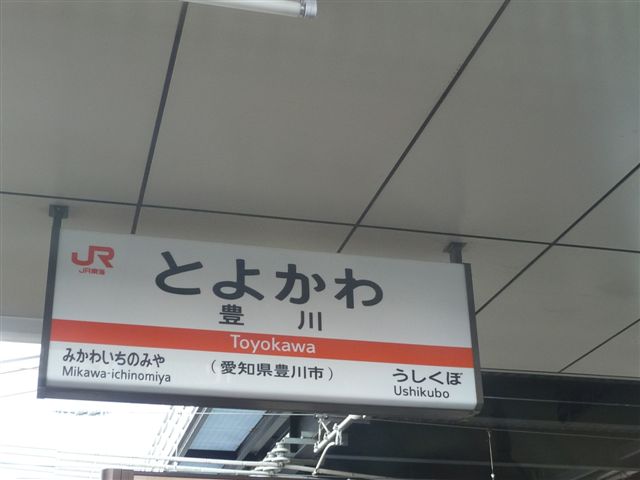 JR
JR東海
とよかわ
豊川
Toyokawa
みかわいちのみや
Mikawa-ichinomiya
(愛知県豊川市)
うしくぼ
Ushikubo